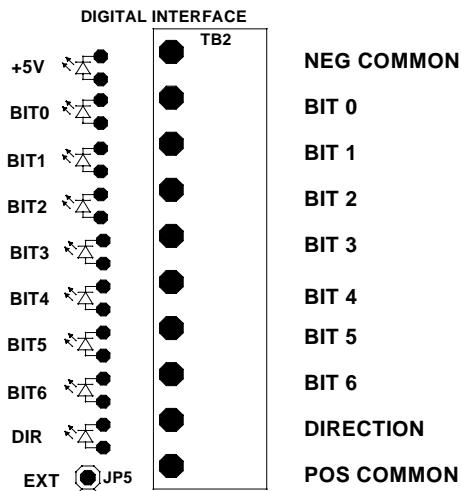 DIGITAL INTERFACE
TB2
+5V
NEG COMMON
BIT0
BIT 0
BIT1
BIT 1
BIT2
BIT 2
BIT3
BIT 3
BIT4
BIT 4
BIT5
BIT 5
BIT6
BIT 6
DIR
DIRECTION
EXT JP5
POS COMMON